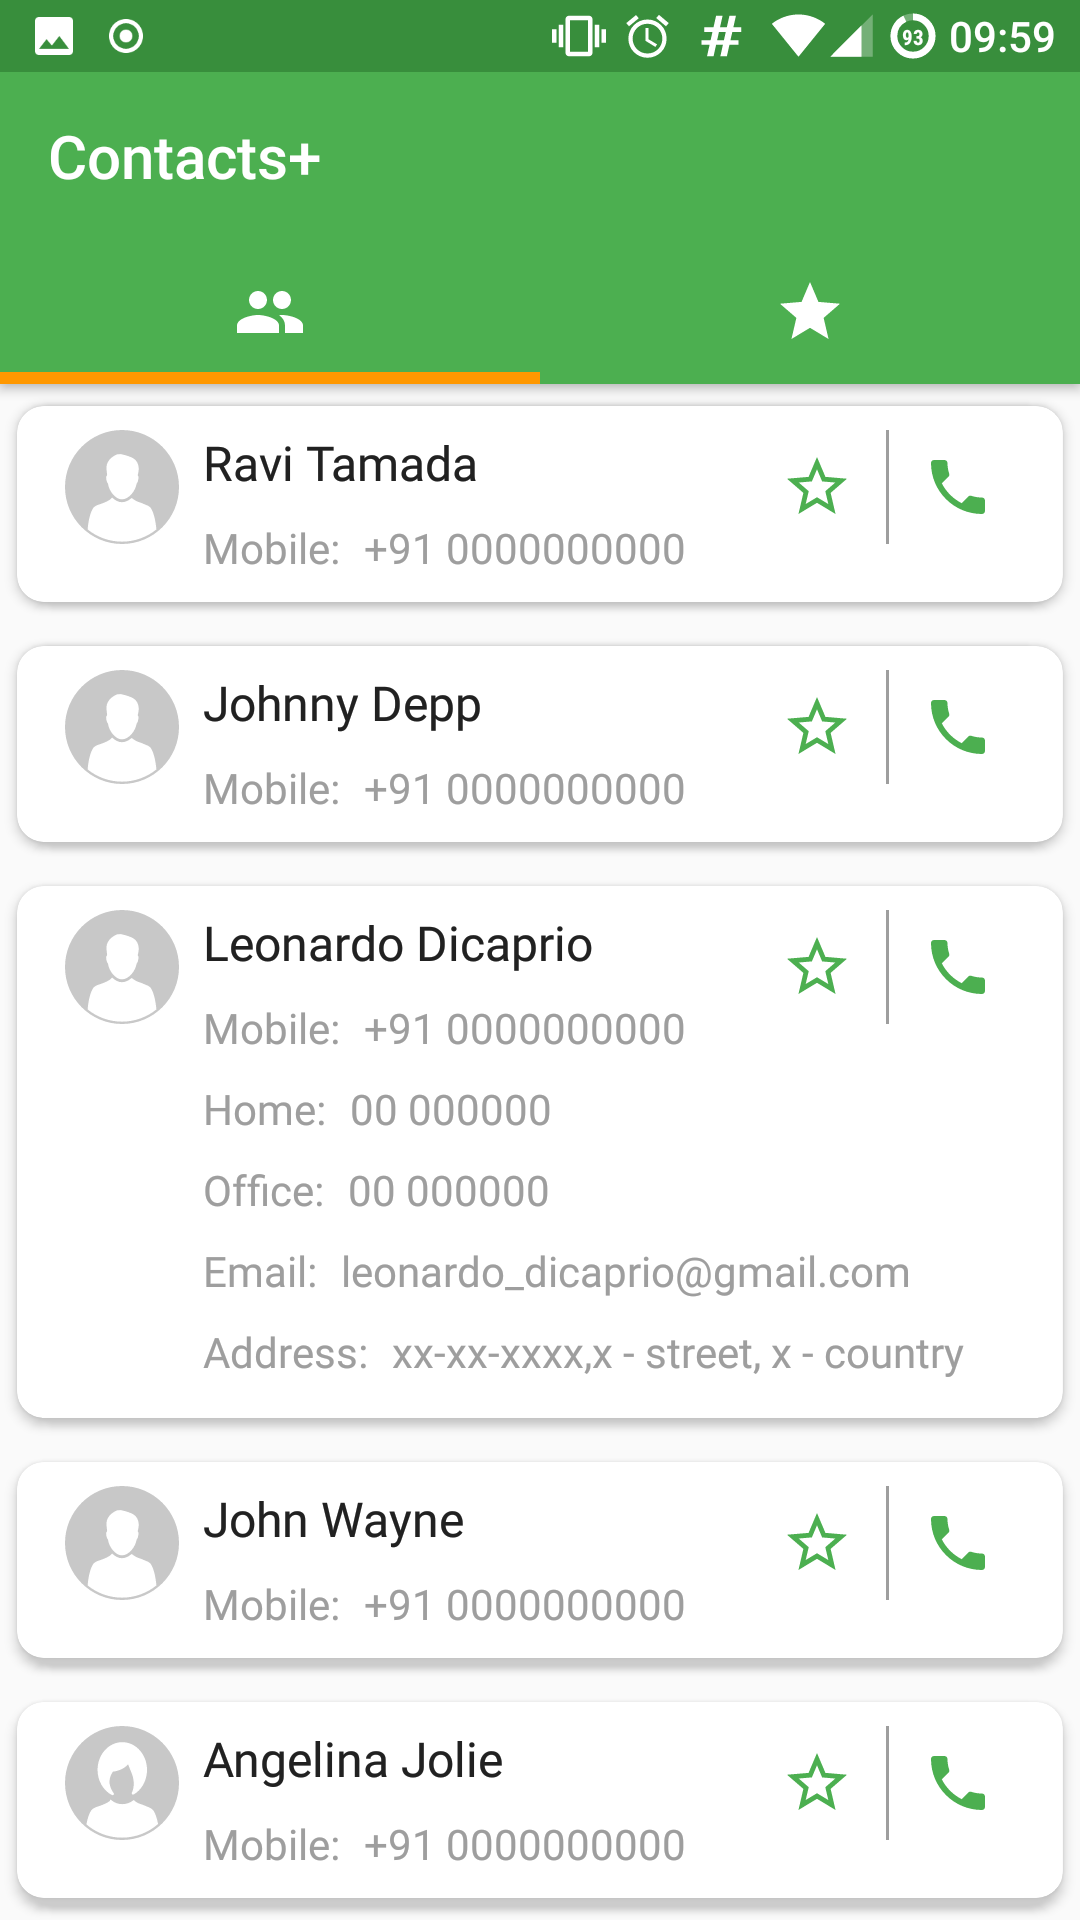 93 09:59
Contacts+
Ravi Tamada
Mobile: +91 0000000000
Johnny Depp
Mobile: +91 0000000000
Leonardo Dicaprio
Mobile: +91 0000000000
Home: 00 000000
Office: 00 000000
Email: leonardo_dicaprio@gmail.com
Address: xx-xx-xxxx,x - street, x - country
John Wayne
Mobile: +91 0000000000
Angelina Jolie
Mobile: +91 0000000000